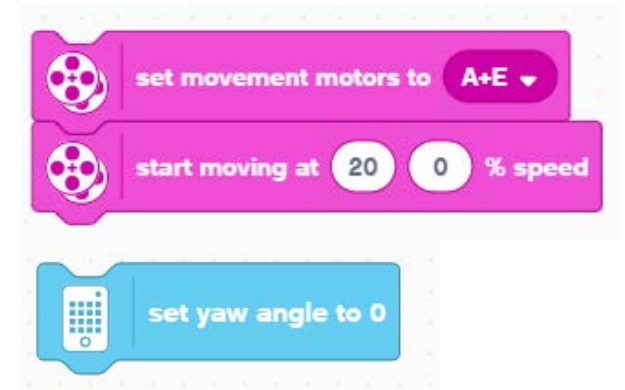 set movement motors to A+E
start moving at 20 0 % speed
set yaw angle to 0